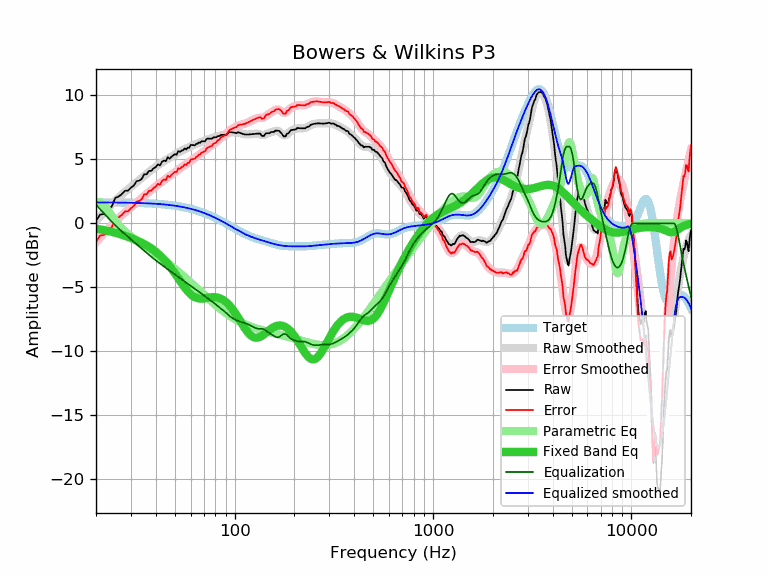 Bowers & Wilkins P3
Amplitude (dBr)
10
5
0
−5
−10
−15
−20
100
1000
10000
Frequency (Hz)
Target
Raw Smoothed
Error Smoothed
Raw
Error
Parametric Eq
Fixed Band Eq
Equalization
Equalized smoothed